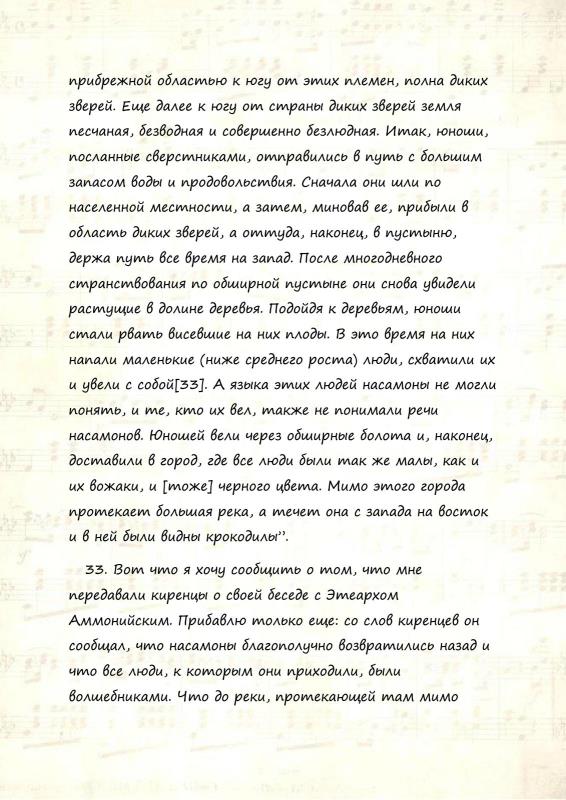 прибрежной областью к югу от этих племен, полна диких
зверей. Еще далее к югу от страны диких зверей земля
песчаная, безводная и совершенно безлюдная. Итак, юноши,
посланные сверстниками, отправились в путь с большим
запасом воды и продовольствия. Сначала они шли по
населенной местности, а затем, миновав ее, прибыли в
область диких зверей, а оттуда, наконец, в пустыню,
держа путь все время на запад. После многодневного
странствования по обширной пустыне они снова увидели
растущие в долине деревья. Подойдя к деревьям, юноши
стали рвать висевшие на них плоды. В это время на них
напали маленькие (ниже среднего роста) люди, схватили их
и увели с собой[33]. А языка этих людей насамоны не могли
понять, и те, кто их вел, также не понимали речи
насамонов. Юношей вели через обширные болота и, наконец,
доставили в город, где все люди были так же малы, как и
их вожаки, и [тоже] черного цвета. Мимо этого города
протекает большая река, а течет она с запада на восток
и в ней были видны крокодилы”.
33. Вот что я хочу сообщить о том, что мне
передавали киренцы о своей беседе с Этеархом
Аммонийским. Прибавлю только еще: со слов киренцев он
сообщал, что насамоны благополучно возвратились назад и
что все люди, к которым они приходили, были
волшебниками. Что до реки, протекающей там мимо